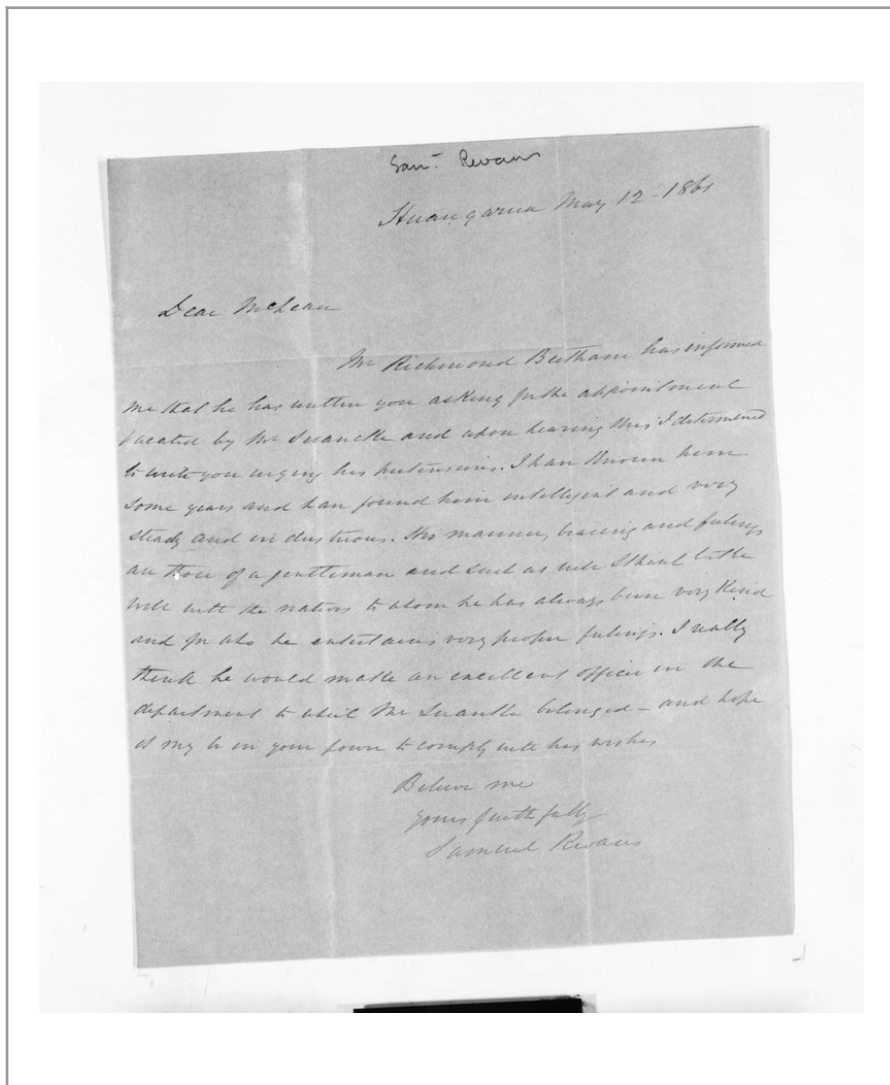 Saml. Revans
Huangarua May 12 - 1861
Dear McLean
Mr Richmond Beetham has informed
me that he has written you asking for the appointment
vacated by Mr and upon hearing this I determined
to write you urging his pretensions. I have known him
some years and have found him intelligent and very
steady and industrious. His manner, bearing and feelings
are those of a gentleman and such as will I think take
well with the natives to whom he has always been very kind
and for who he entertains very proper feelings. I really
think he would make an excellent officer in the
department to which Mr belonged - and hope
it may be in your power to comply with his wishes
Believe me
Yours faithfully
Samuel Revans